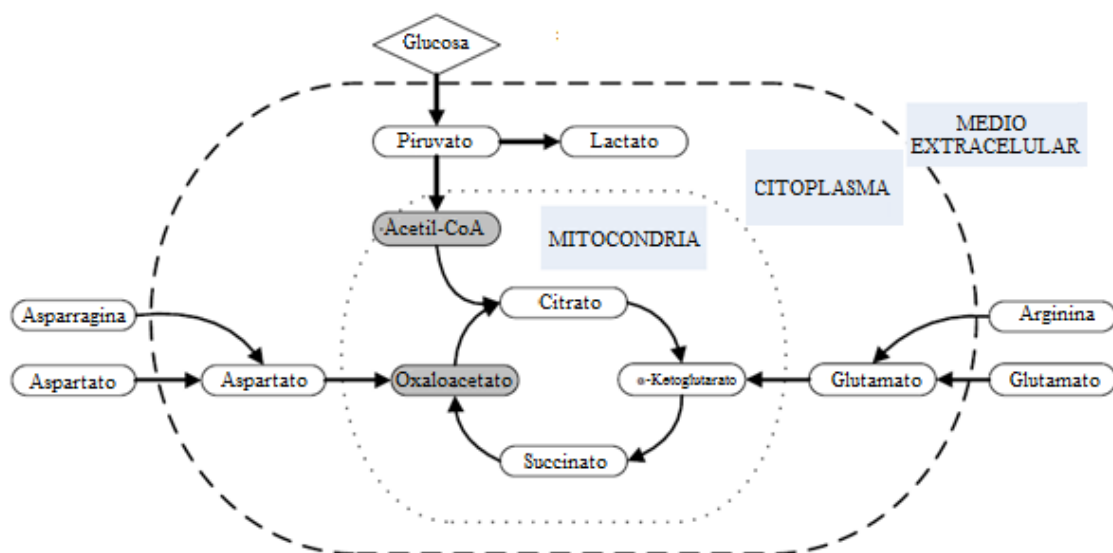 Glucosa
:
MEDIO
EXTRACELULAR
Piruvato
Lactato
CITOPLASMA
Acetil-CoA
MITOCONDRIA
Asparragina
Citrato
Arginina
Aspartato
Aspartato
Oxaloacetato
α-Ketoglutarato
Glutamato
Glutamato
Succinato